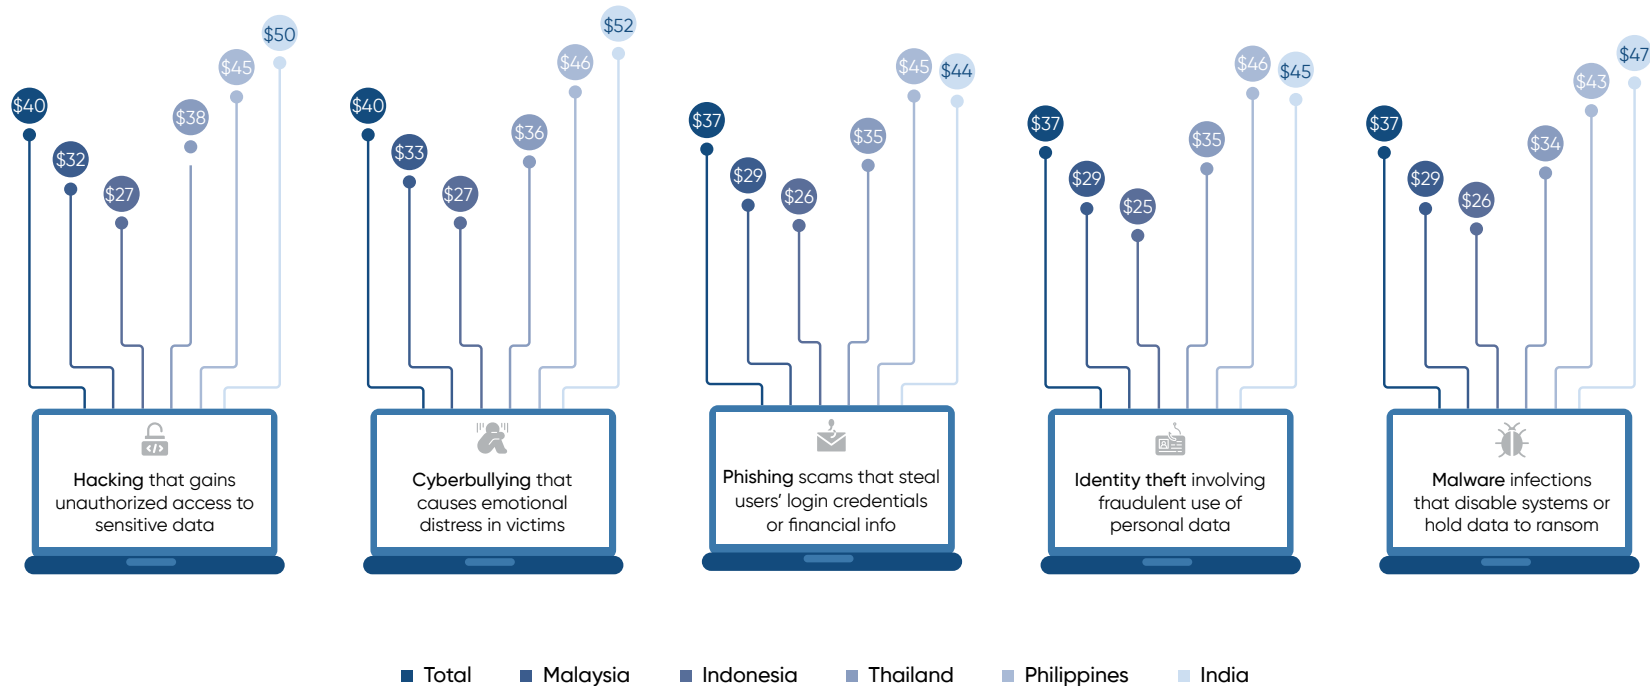 $40
$32
$27
$38
$45
$50
Hacking that gains
unauthorized access to
sensitive data
$40
$33
$27
$36
$46
$52
Cyberbullying that
causes emotional
distress in victims
$37
$29
$26
$35
$45
$44
Phishing scams that steal
users’ login credentials
or financial info
$37
$29
$25
$35
$46
$45
Identity theft involving
fraudulent use of
personal data
$37
$29
$26
$34
$43
$47
Malware infections
that disable systems or
hold data to ransom
Total Malaysia Indonesia Thailand Philippines India